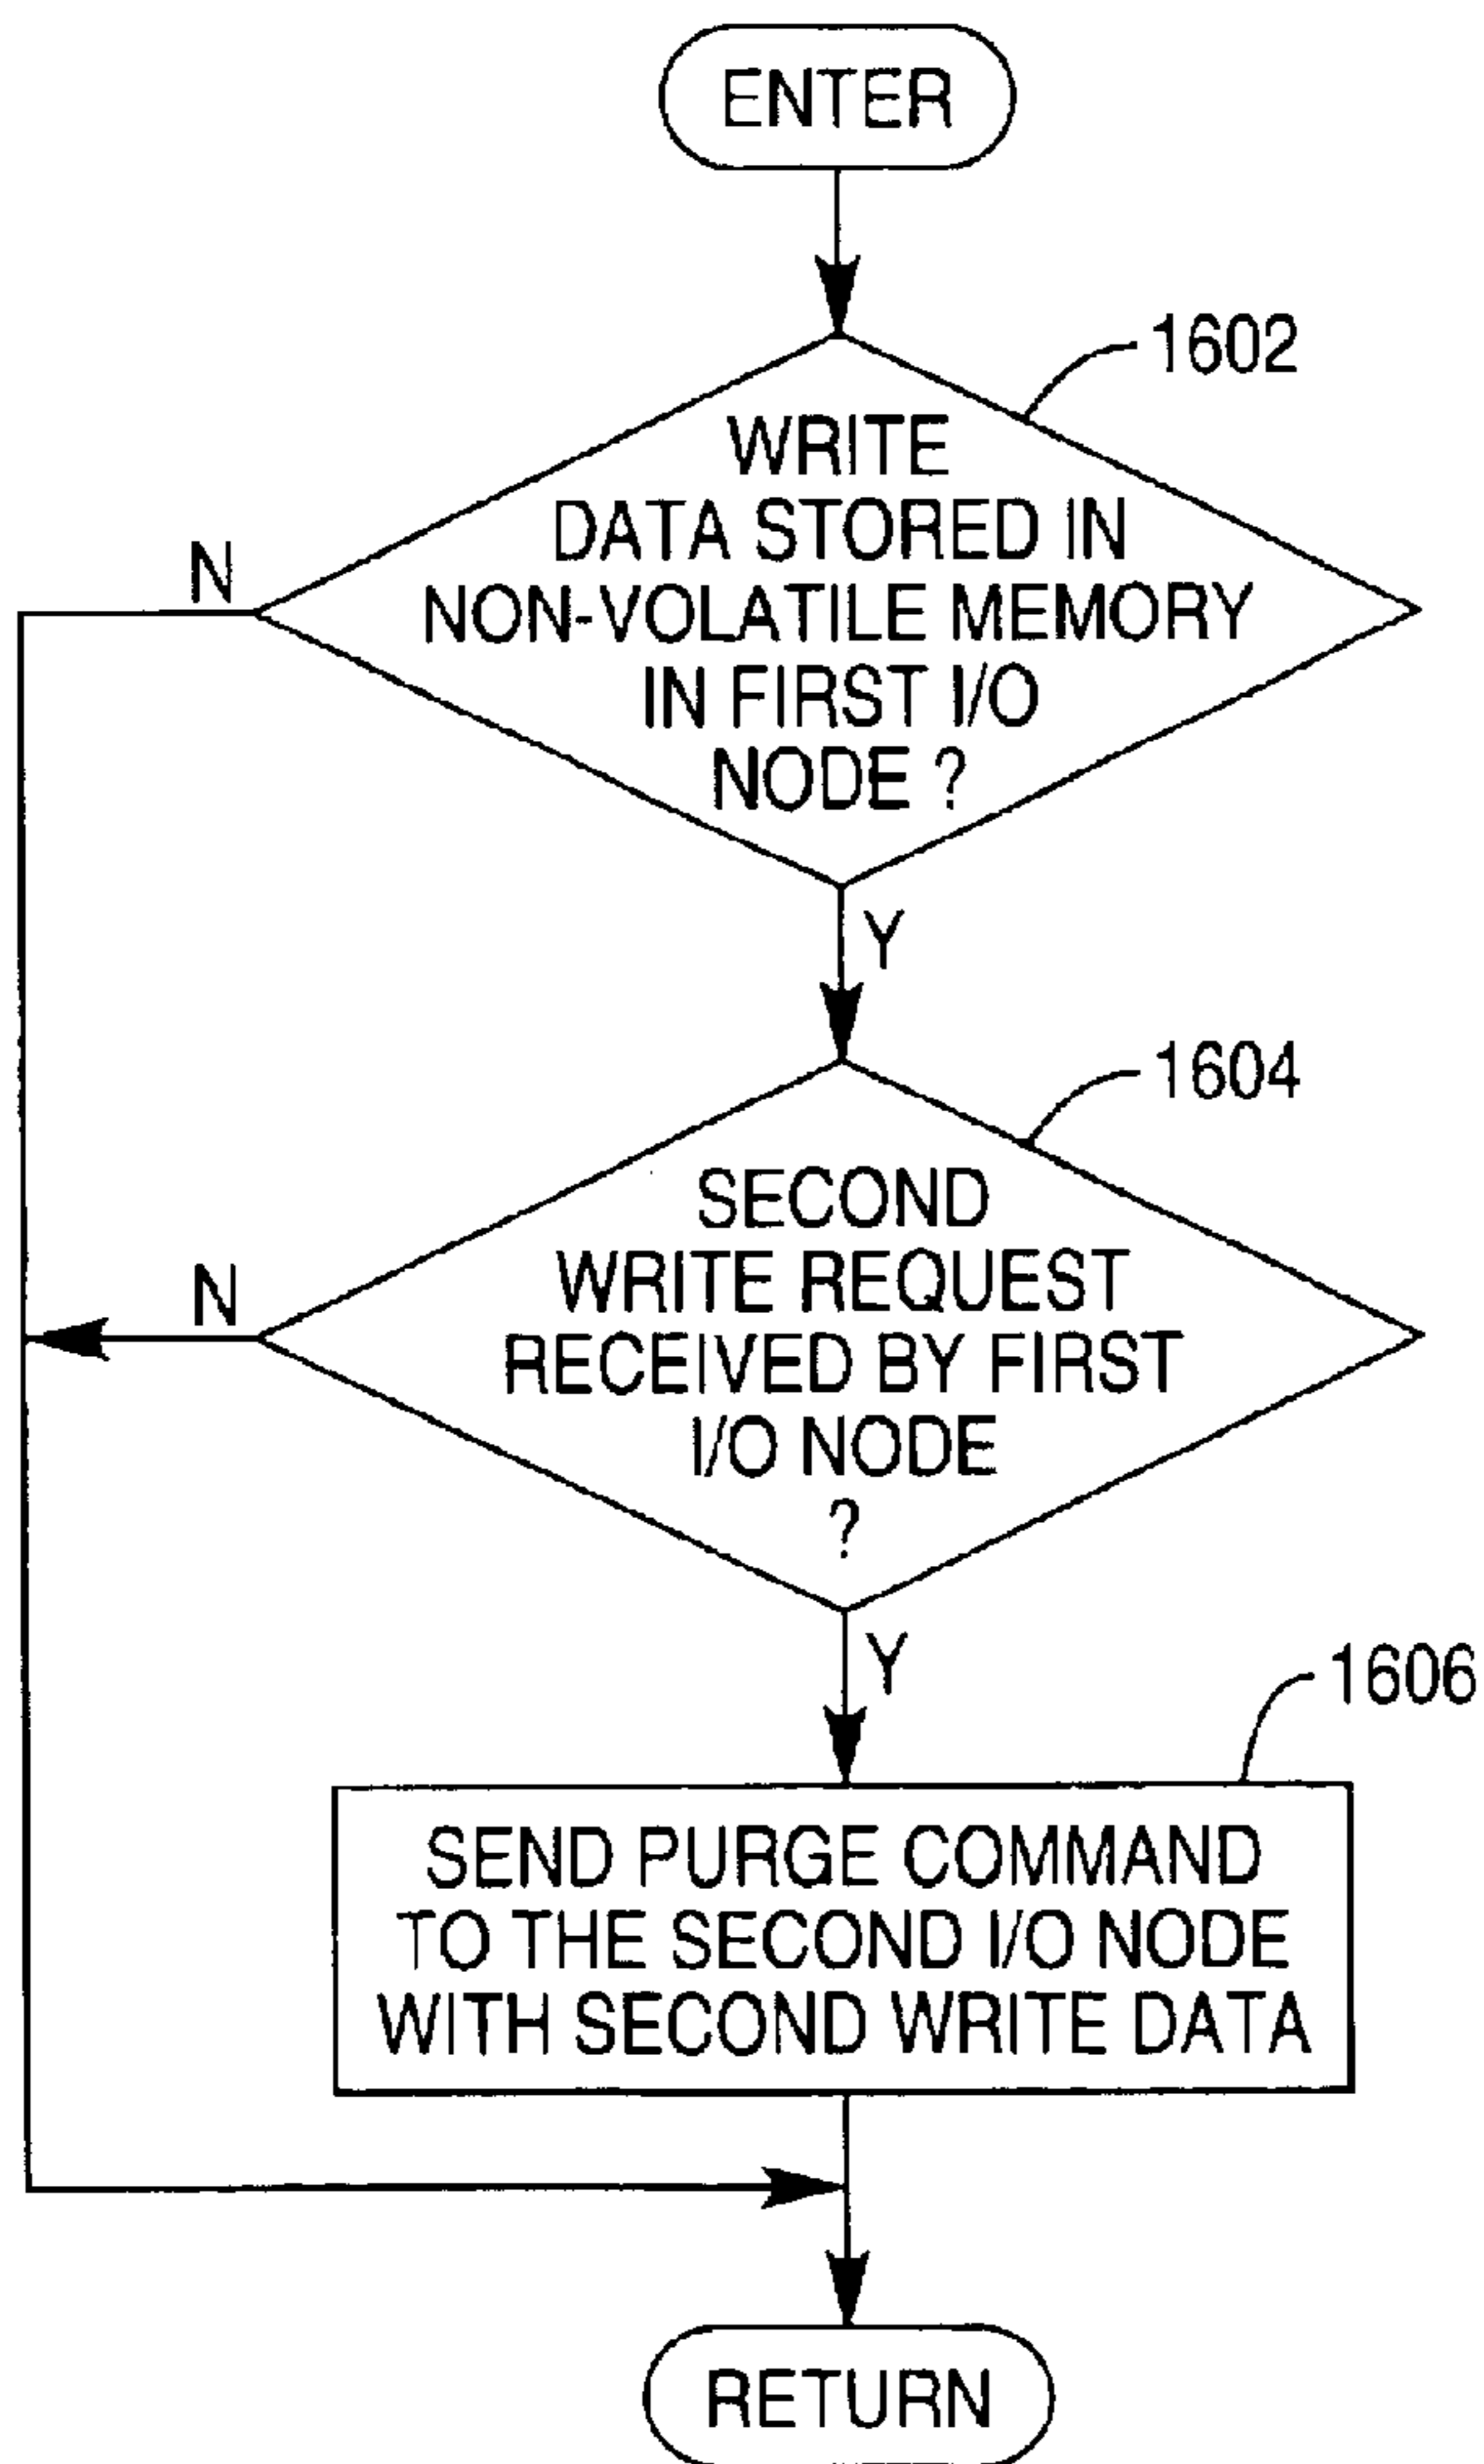 ENTER
1602
WRITE
DATA STORED IN
NON-VOLATILE MEMORY
IN FIRST I/O
NODE ?
N
Y
1604
SECOND
WRITE REQUEST
RECEIVED BY FIRST
I/O NODE
?
N
Y
1606
SEND PURGE COMMAND
TO THE SECOND I/O NODE
WITH SECOND WRITE DATA
RETURN